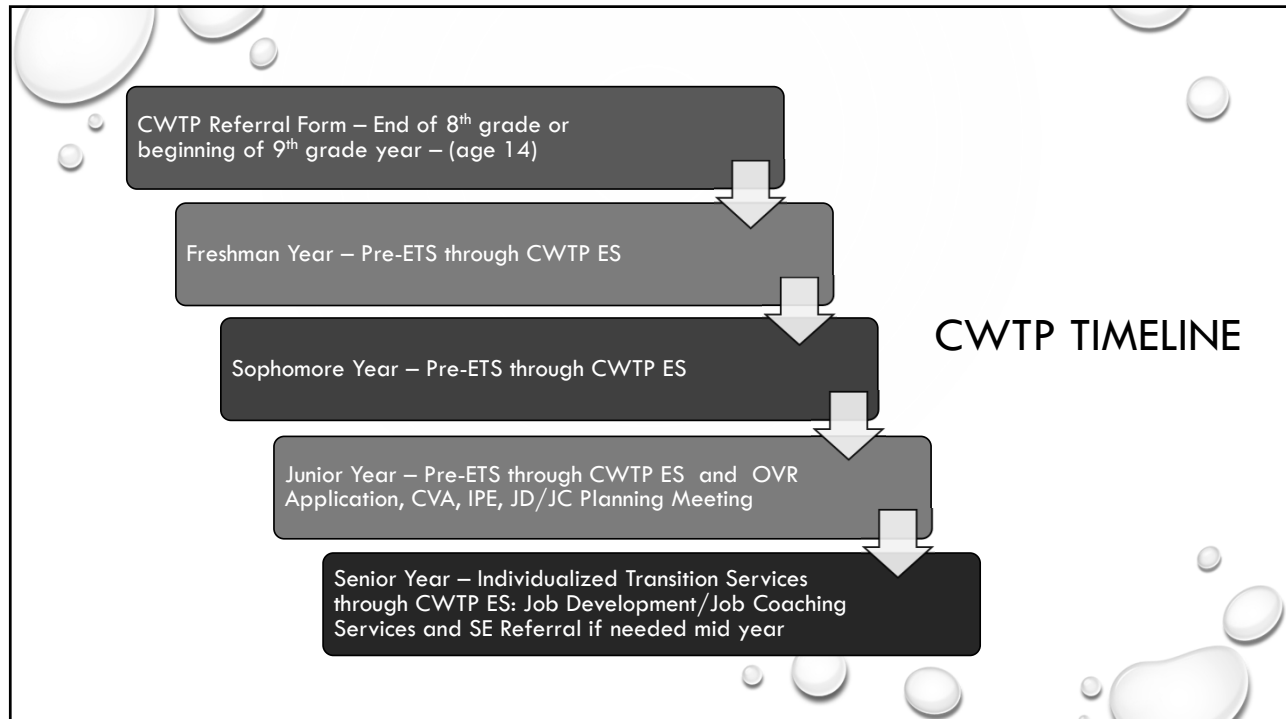 CWTP Referral Form – End of 8th grade or
beginning of 9th grade year – (age 14)
Freshman Year – Pre-ETS through CWTP ES
Sophomore Year – Pre-ETS through CWTP ES
CWTP TIMELINE
Junior Year – Pre-ETS through CWTP ES and OVR
Application, CVA, IPE, JD/JC Planning Meeting
Senior Year – Individualized Transition Services
through CWTP ES: Job Development/Job Coaching
Services and SE Referral if needed mid year